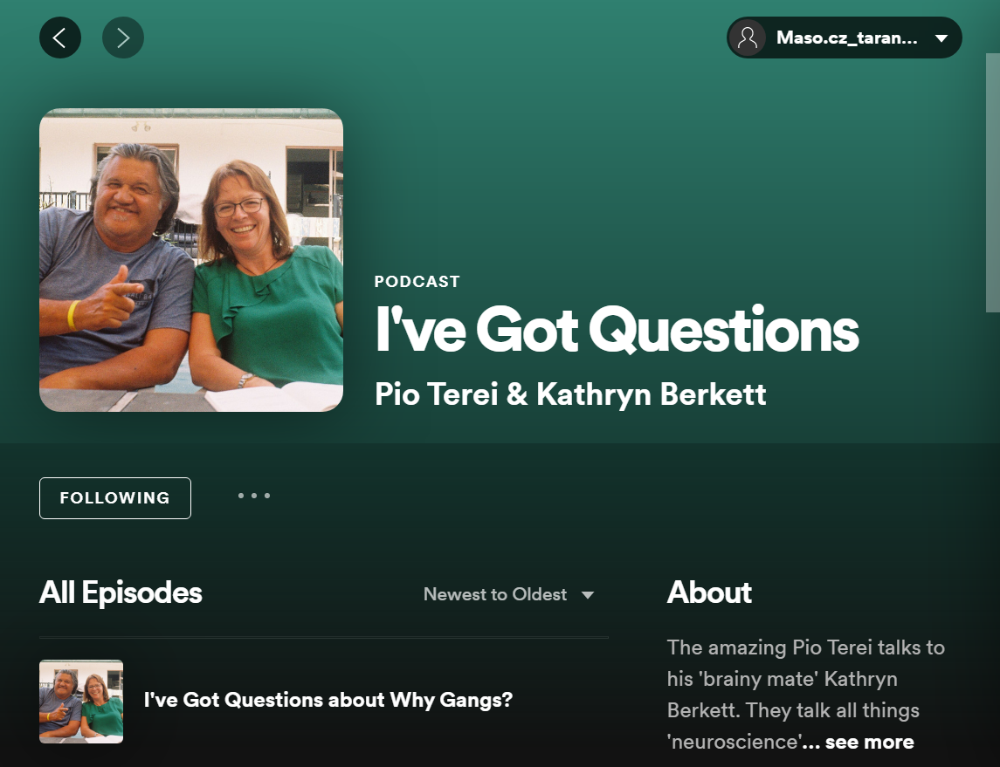 Maso.cz_taran...
PODCAST
I've Got Questions
Pio Terei & Kathryn Berkett
FOLLOWING
All Episodes
Newest to Oldest
About
I've Got Questions about Why Gangs?
The amazing Pio Terei talks to
his 'brainy mate' Kathryn
Berkett. They talk all things
'neuroscience'... see more